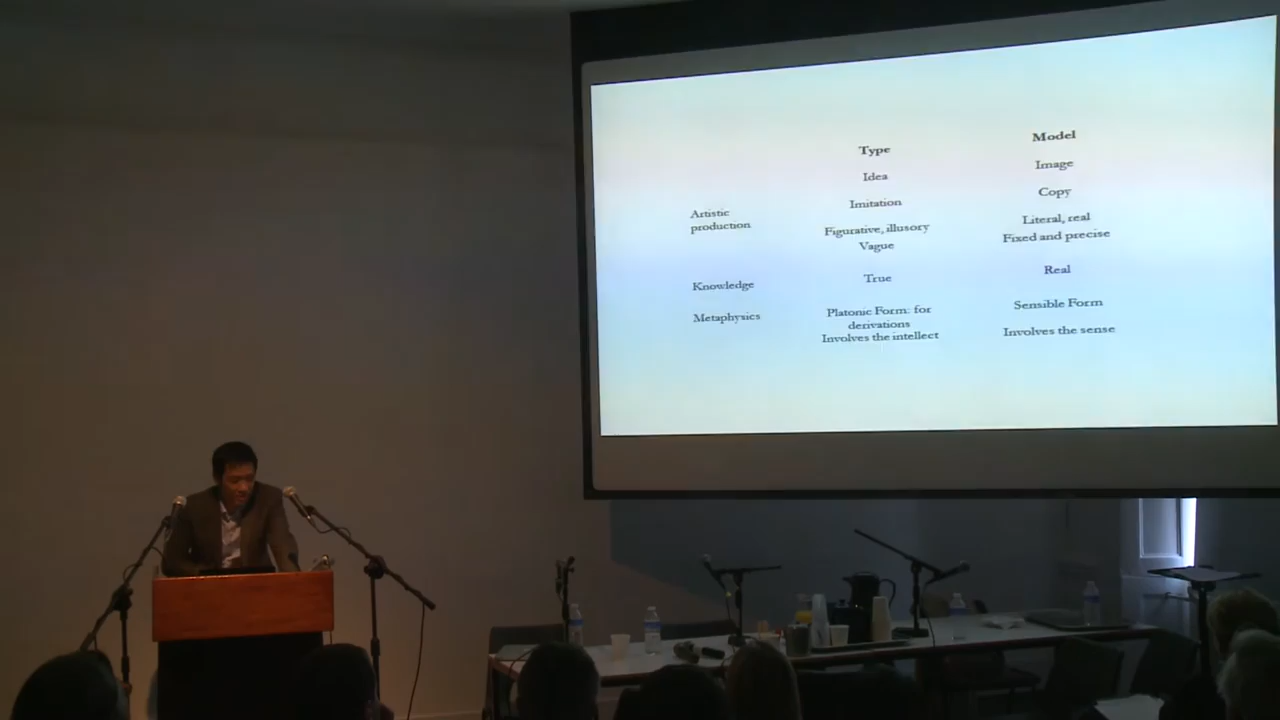 Type
Model
Idea
Image
Artistic
production
Imitation
Copy
Figurative, illusory
Literal, real
Vague
Fixed and precise
Knowledge
True
Real
Metaphysics
Platonic Form: for
derivations
Sensible Form
Involves the intellect
Involves the sense